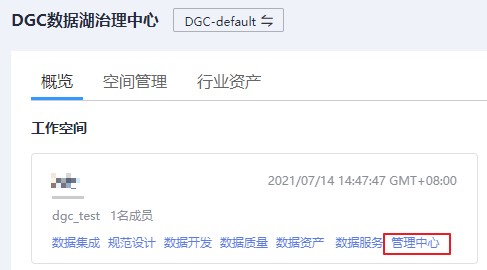 DGC数据湖治理中心 DGC-default
概览 空间管理 行业资产
工作空间
2021/07/14 14:47:47 GMT+08:00
dgc_test 1名成员
数据集成 规范设计 数据开发 数据质量 数据资产 数据服务 管理中心